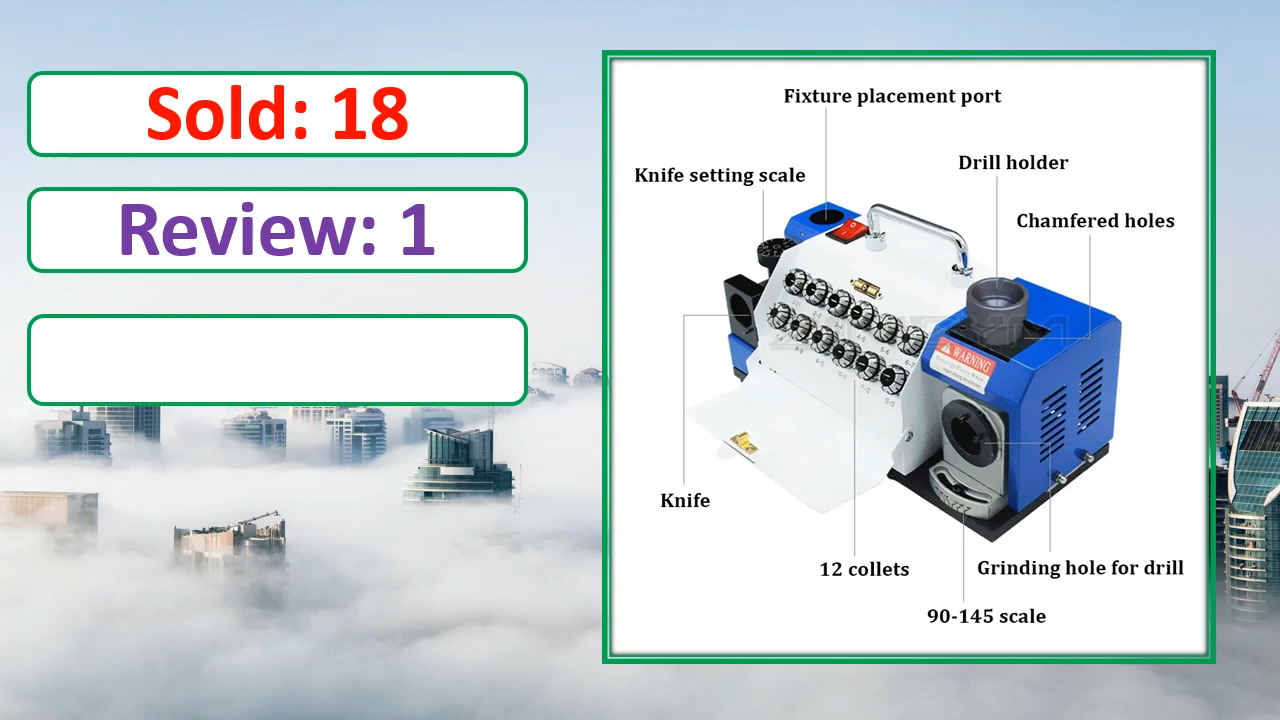 Sold: 18
Review: 1
Fixture placement port
Knife setting scale
Drill holder
Chamfered holes
WARNING
Knife
12 collets
Grinding hole for drill
90-145 scale